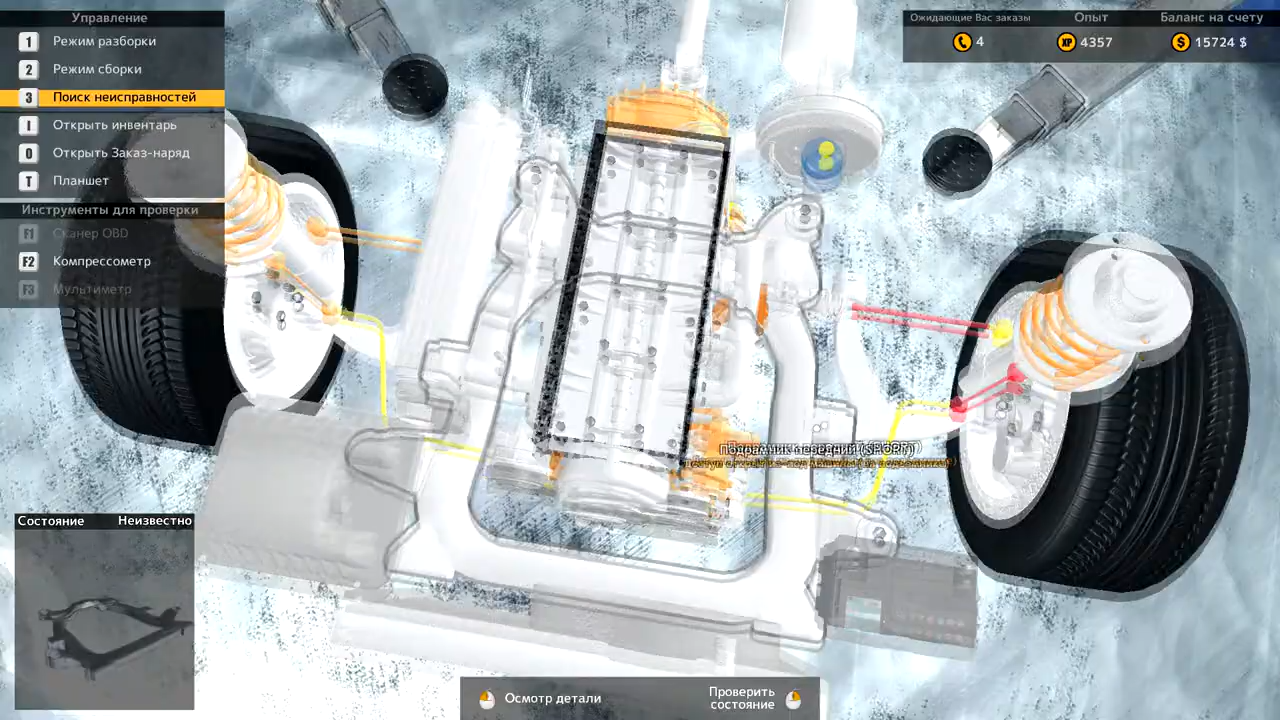 Управление
1 Режим разборки
2 Режим сборки
3 Поиск неисправностей
I Открыть инвентарь
O Открыть Заказ-наряд
T Планшет
Инструменты для проверки
F1 Сканер OBD
F2 Компрессометр
F3 Мультиметр
Ожидающие Вас заказы Опыт Баланс на счету
4 XP 4357 $ 15724 $
Подрамник передний (SHORT)
Состояние Неизвестно
Осмотр детали
Проверить
состояние